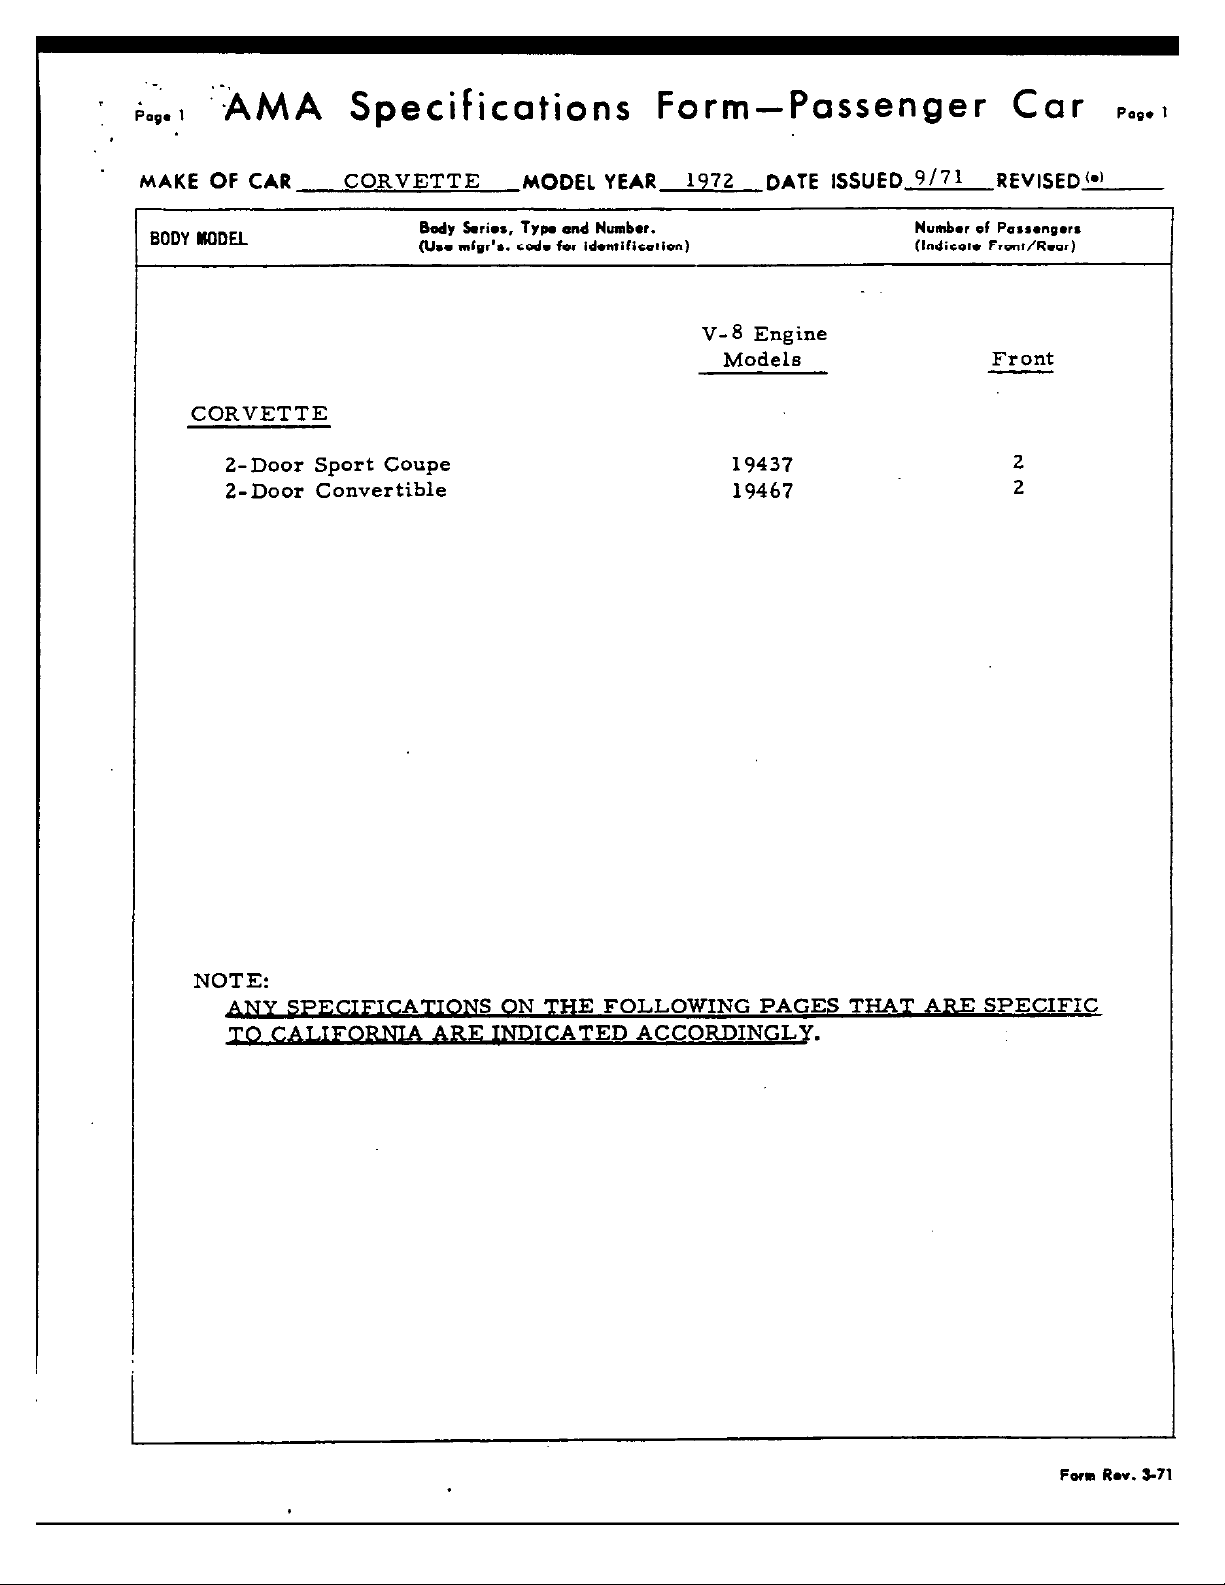 Page 1 AMA Specifications Form—Passenger Car Page 1
MAKE OF CAR CORVETTE MODEL YEAR 1972 DATE ISSUED 9/71 REVISED (•)
BODY MODEL
Body Series, Type and Number.
(Use mfgr's. code for identification)
Number of Passengers
(Indicate Front/Rear)
V-8 Engine
Models Front
CORVETTE
2-Door Sport Coupe 19437 2
2-Door Convertible 19467 2
NOTE:
ANY SPECIFICATIONS ON THE FOLLOWING PAGES THAT ARE SPECIFIC
TO CALIFORNIA ARE INDICATED ACCORDINGLY.
Form Rev. 3-71